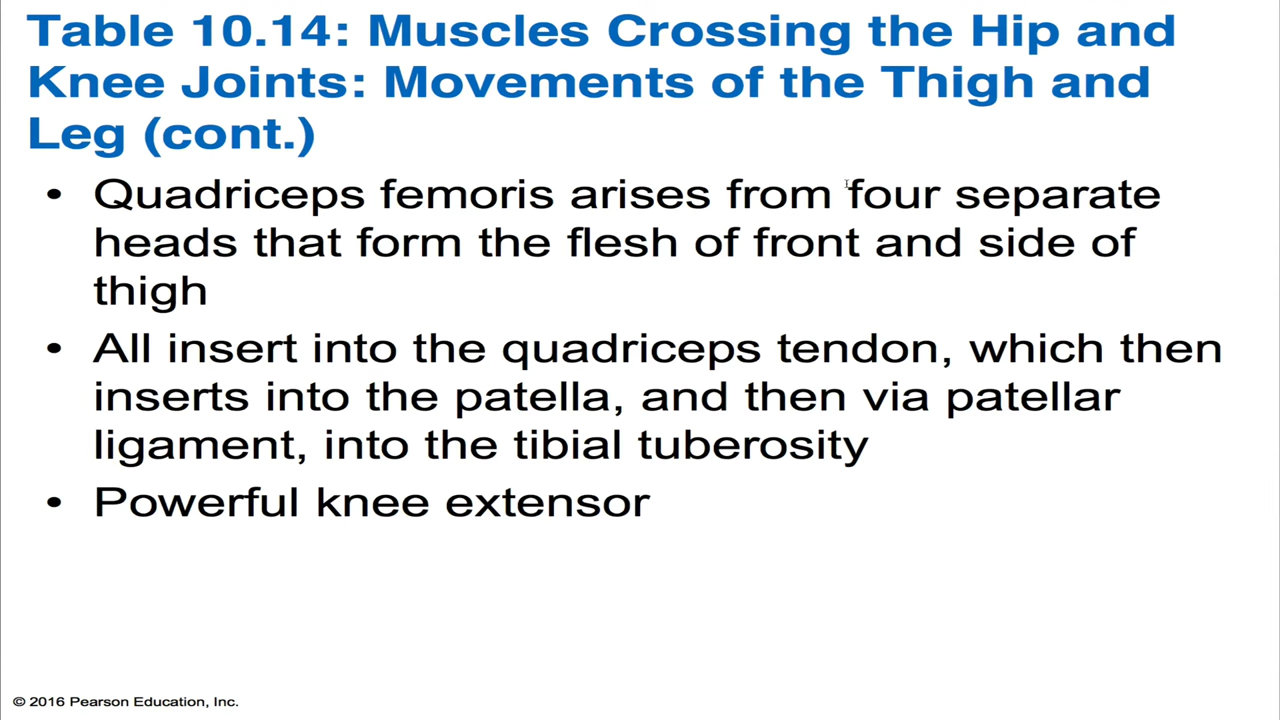 Table 10.14: Muscles Crossing the Hip and
Knee Joints: Movements of the Thigh and
Leg (cont.)
• Quadriceps femoris arises from four separate
heads that form the flesh of front and side of
thigh
• All insert into the quadriceps tendon, which then
inserts into the patella, and then via patellar
ligament, into the tibial tuberosity
• Powerful knee extensor
© 2016 Pearson Education, Inc.